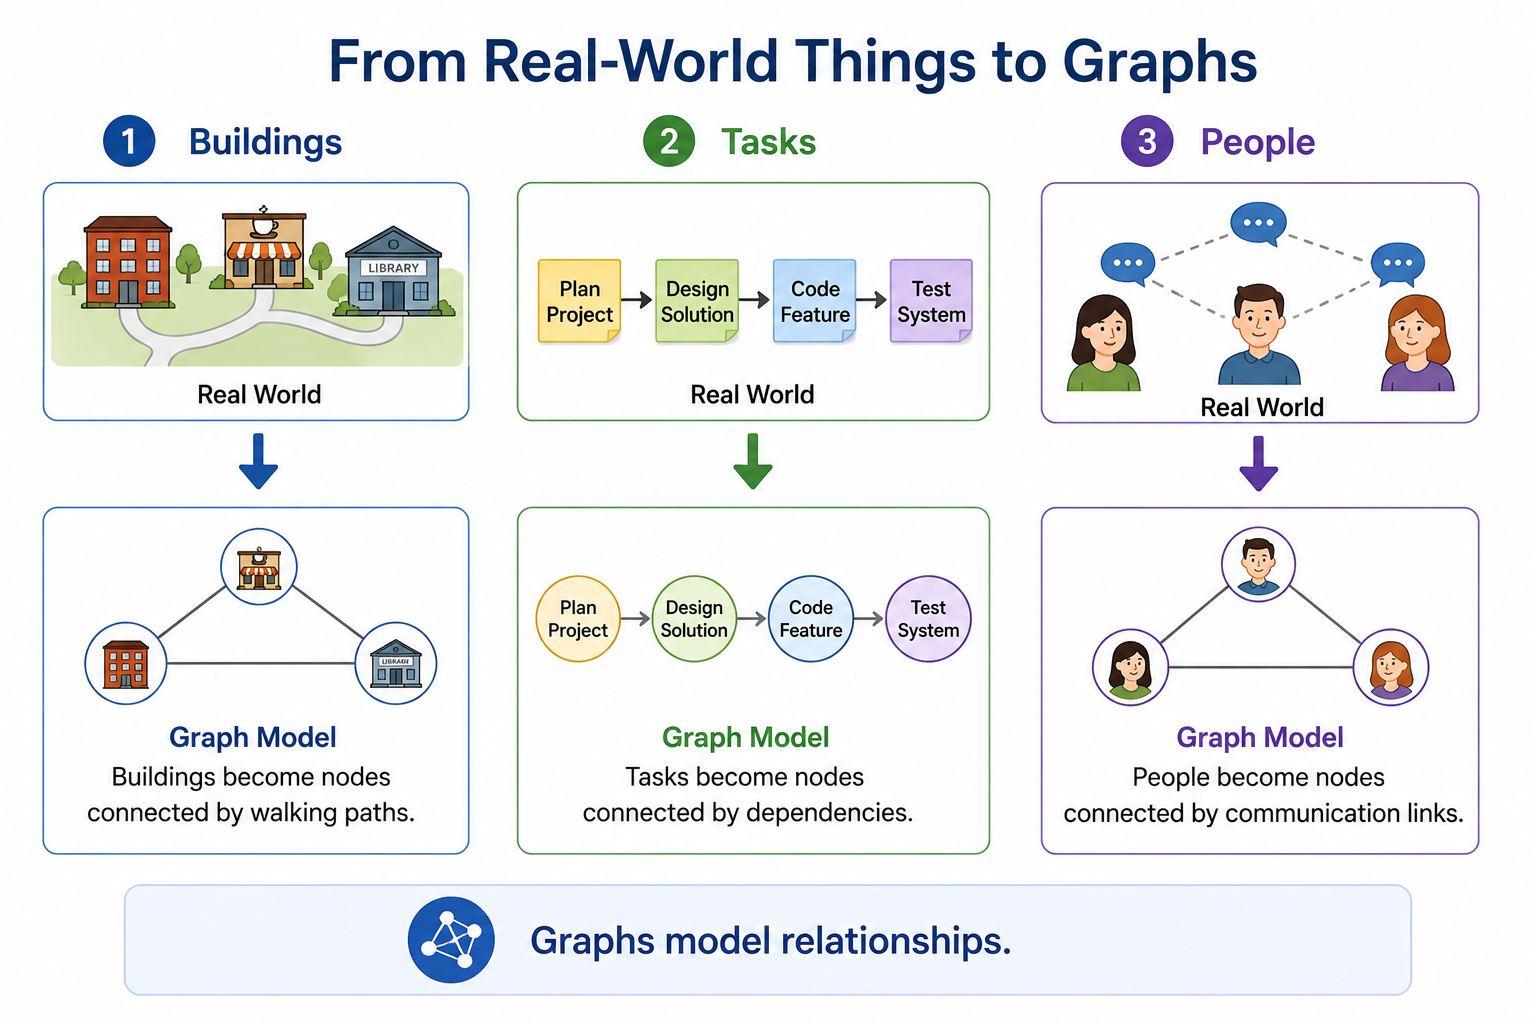 From Real-World Things to Graphs
1 Buildings
2 Tasks
3 People
LIBRARY
Real World
Plan
Project
Design
Solution
Code
Feature
Test
System
Real World
Real World
LIBRARY
Graph Model
Buildings become nodes
connected by walking paths.
Plan
Project
Design
Solution
Code
Feature
Test
System
Graph Model
Tasks become nodes
connected by dependencies.
Graph Model
People become nodes
connected by communication links.
Graphs model relationships.